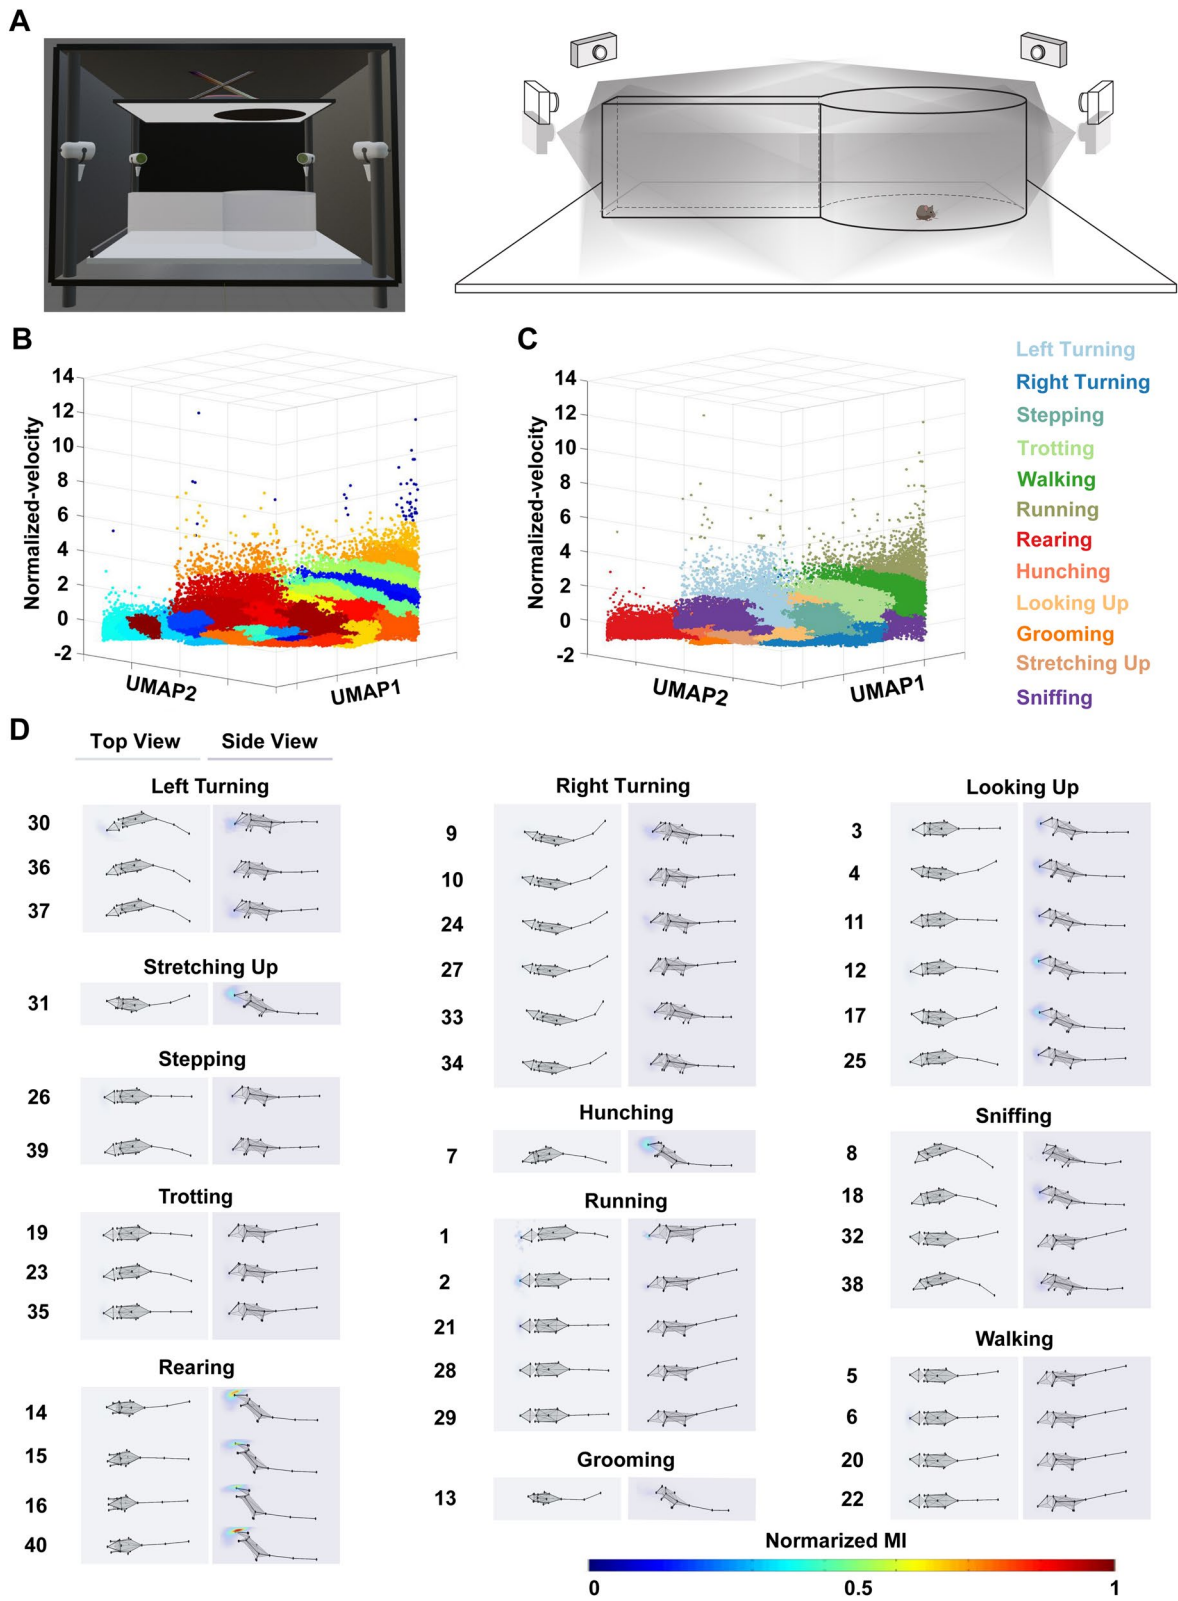 A
B
C
14
12
10
8
6
4
2
0
-2
Normalized-velocity
UMAP2
UMAP1
14
12
10
8
6
4
2
0
-2
Normalized-velocity
UMAP2
UMAP1
Left Turning
Right Turning
Stepping
Trotting
Walking
Running
Rearing
Hunching
Looking Up
Grooming
Stretching Up
Sniffing
D
Top View
Side View
Left Turning
30
36
37
Stretching Up
31
Stepping
26
39
Trotting
19
23
35
Rearing
14
15
16
40
Right Turning
9
10
24
27
33
34
Hunching
7
Running
1
2
21
28
29
Grooming
13
Looking Up
3
4
11
12
17
25
Sniffing
8
18
32
38
Walking
5
6
20
22
Normarized MI
0
0.5
1